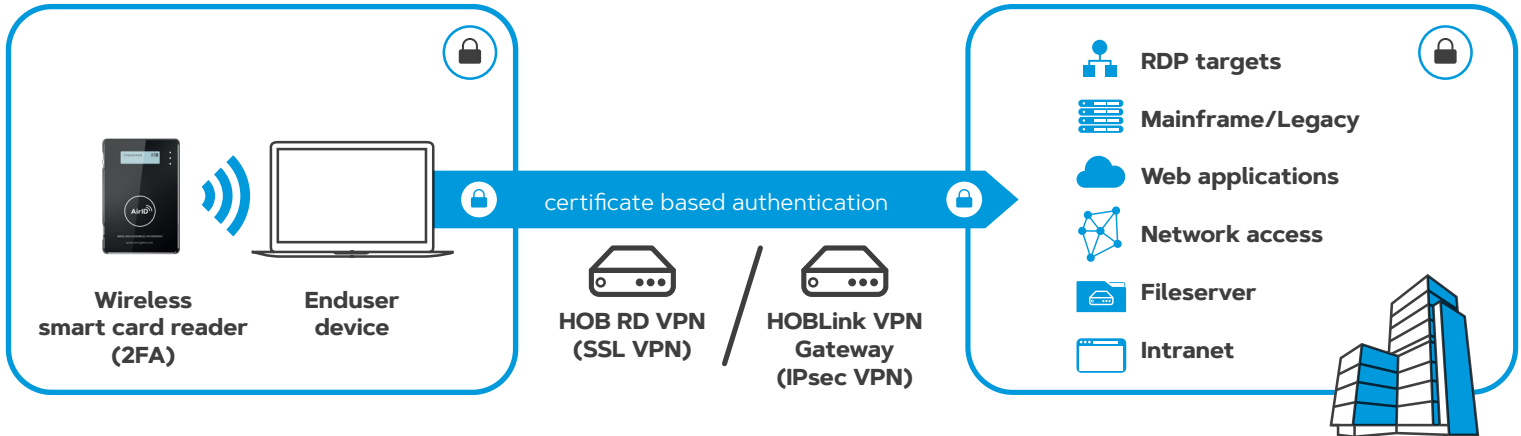 AirID
Wireless
smart card reader
(2FA)
Enduser
device
certificate based authentication
HOB RD VPN
(SSL VPN)
HOBLink VPN
Gateway
(IPsec VPN)
RDP targets
Mainframe/Legacy
Web applications
Network access
Fileserver
Intranet